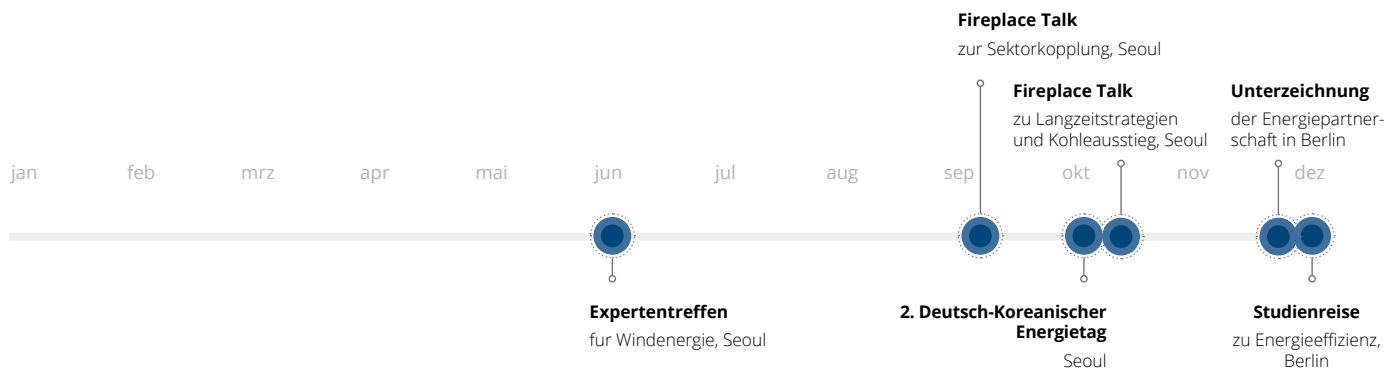 Fireplace Talk
zur Sektorkopplung, Seoul
Fireplace Talk
zu Langzeitstrategien
und Kohleausstieg, Seoul
Unterzeichnung
der Energiepartner-
schaft in Berlin
jan feb mrz apr mai jun jul aug sep okt nov dez
Expertentreffen
fur Windenergie, Seoul
2. Deutsch-Koreanischer
Energietag
Seoul
Studienreise
zu Energieeffizienz,
Berlin